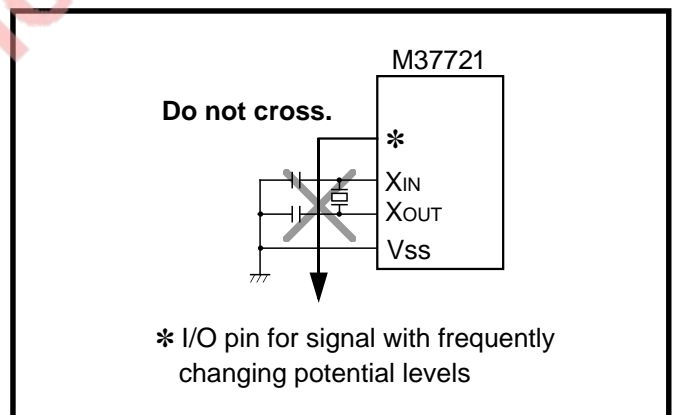 M37721
Do not cross.
✽
XIN
XOUT
Vss
✽ I/O pin for signal with frequently
changing potential levels